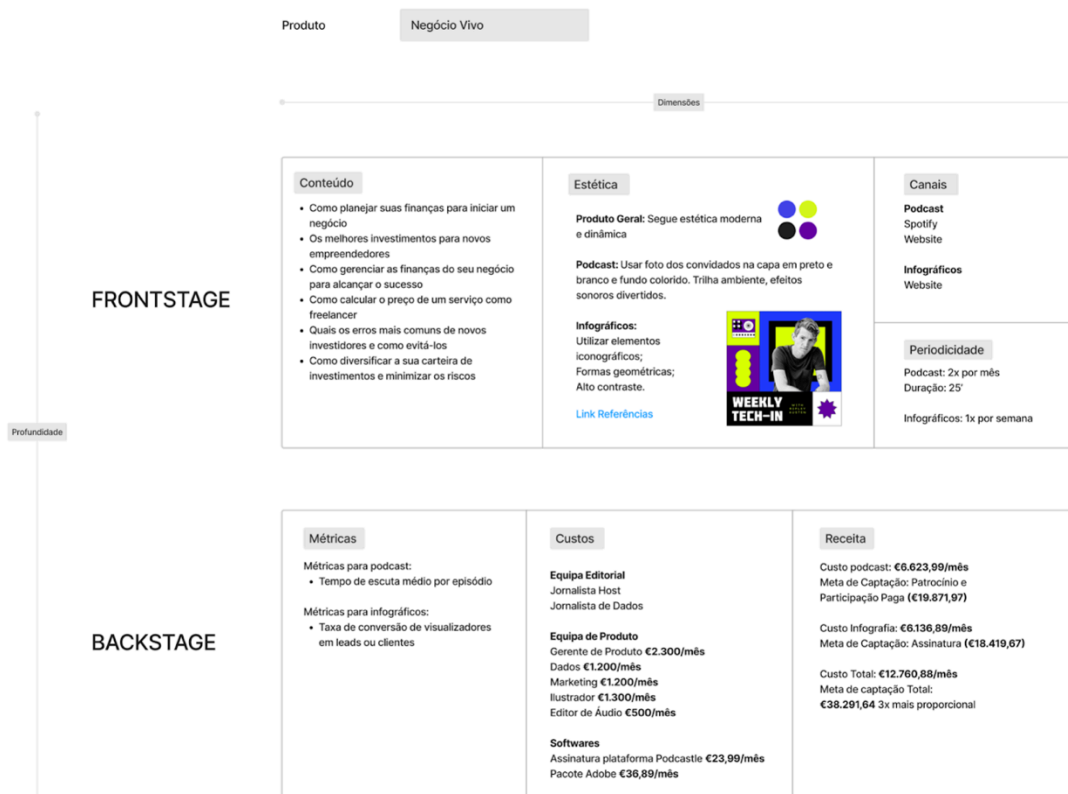 Produto
Negócio Vivo
Dimensões
Profundidade
FRONTSTAGE
Conteúdo
• Como planejar suas finanças para iniciar um
negócio
• Os melhores investimentos para novos
empreendedores
• Como gerenciar as finanças do seu negócio
para alcançar o sucesso
• Como calcular o preço de um serviço como
freelancer
• Quais os erros mais comuns de novos
investidores e como evitá-los
• Como diversificar a sua carteira de
investimentos e minimizar os riscos
Estética
Produto Geral: Segue estética moderna
e dinâmica
Podcast: Usar foto dos convidados na capa em preto e
branco e fundo colorido. Trilha ambiente, efeitos
sonoros divertidos.
Infográficos:
Utilizar elementos
iconográficos;
Formas geométricas;
Alto contraste.
Link Referências
WEEKLY
TECH-IN
WITH
Canais
Podcast
Spotify
Website
Infográficos
Website
Periodicidade
Podcast: 2x por mês
Duração: 25'
Infográficos: 1x por semana
BACKSTAGE
Métricas
Métricas para podcast:
• Tempo de escuta médio por episódio
Métricas para infográficos:
• Taxa de conversão de visualizadores
em leads ou clientes
Custos
Equipa Editorial
Jornalista Host
Jornalista de Dados
Equipa de Produto
Gerente de Produto €2.300/mês
Dados €1.200/mês
Marketing €1.200/mês
Ilustrador €1.300/mês
Editor de Áudio €500/mês
Softwares
Assinatura plataforma Podcastle €23,99/mês
Pacote Adobe €36,89/mês
Receita
Custo podcast: €6.623,99/mês
Meta de Captação: Patrocínio e
Participação Paga (€19.871,97)
Custo Infografia: €6.136,89/mês
Meta de Captação: Assinatura (€18.419,67)
Custo Total: €12.760,88/mês
Meta de captação Total:
€38.291,64 3x mais proporcional